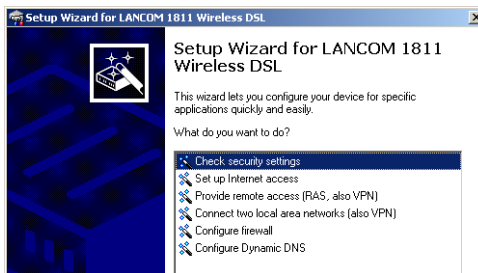 Setup Wizard for LANCOM 1811 Wireless DSL
Setup Wizard for LANCOM 1811
Wireless DSL
This wizard lets you configure your device for specific
applications quickly and easily.
What do you want to do?
Check security settings
Set up Internet access
Provide remote access (RAS, also VPN)
Connect two local area networks (also VPN)
Configure firewall
Configure Dynamic DNS